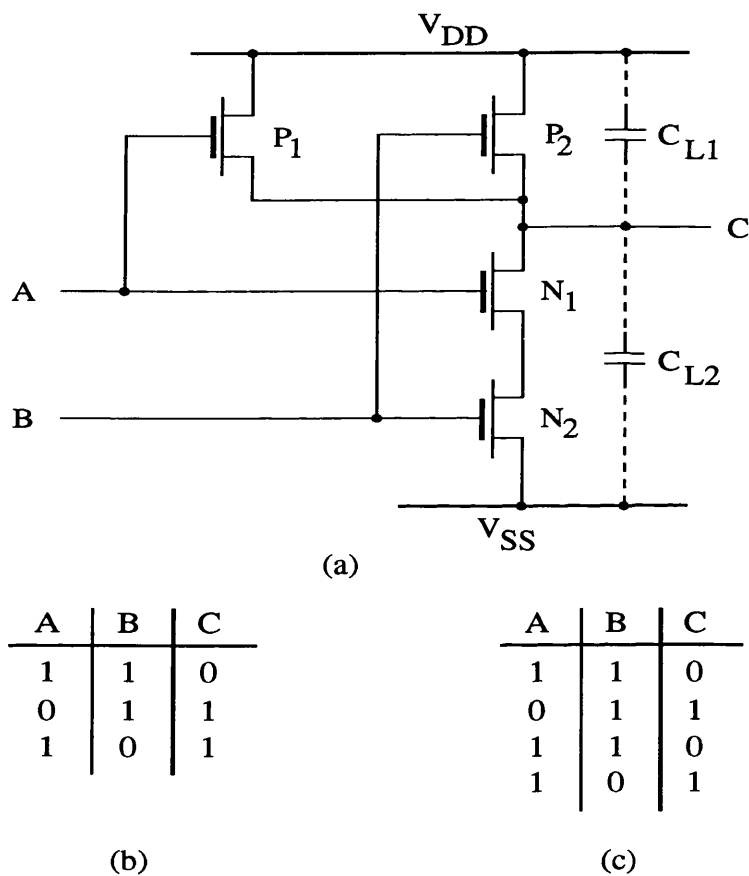 V_DD
P_1
P_2
C_L1
C
A
N_1
C_L2
B
N_2
V_SS
(a)
A B C
1 1 0
0 1 1
1 0 1
(b)
A B C
1 1 0
0 1 1
1 1 0
1 0 1
(c)